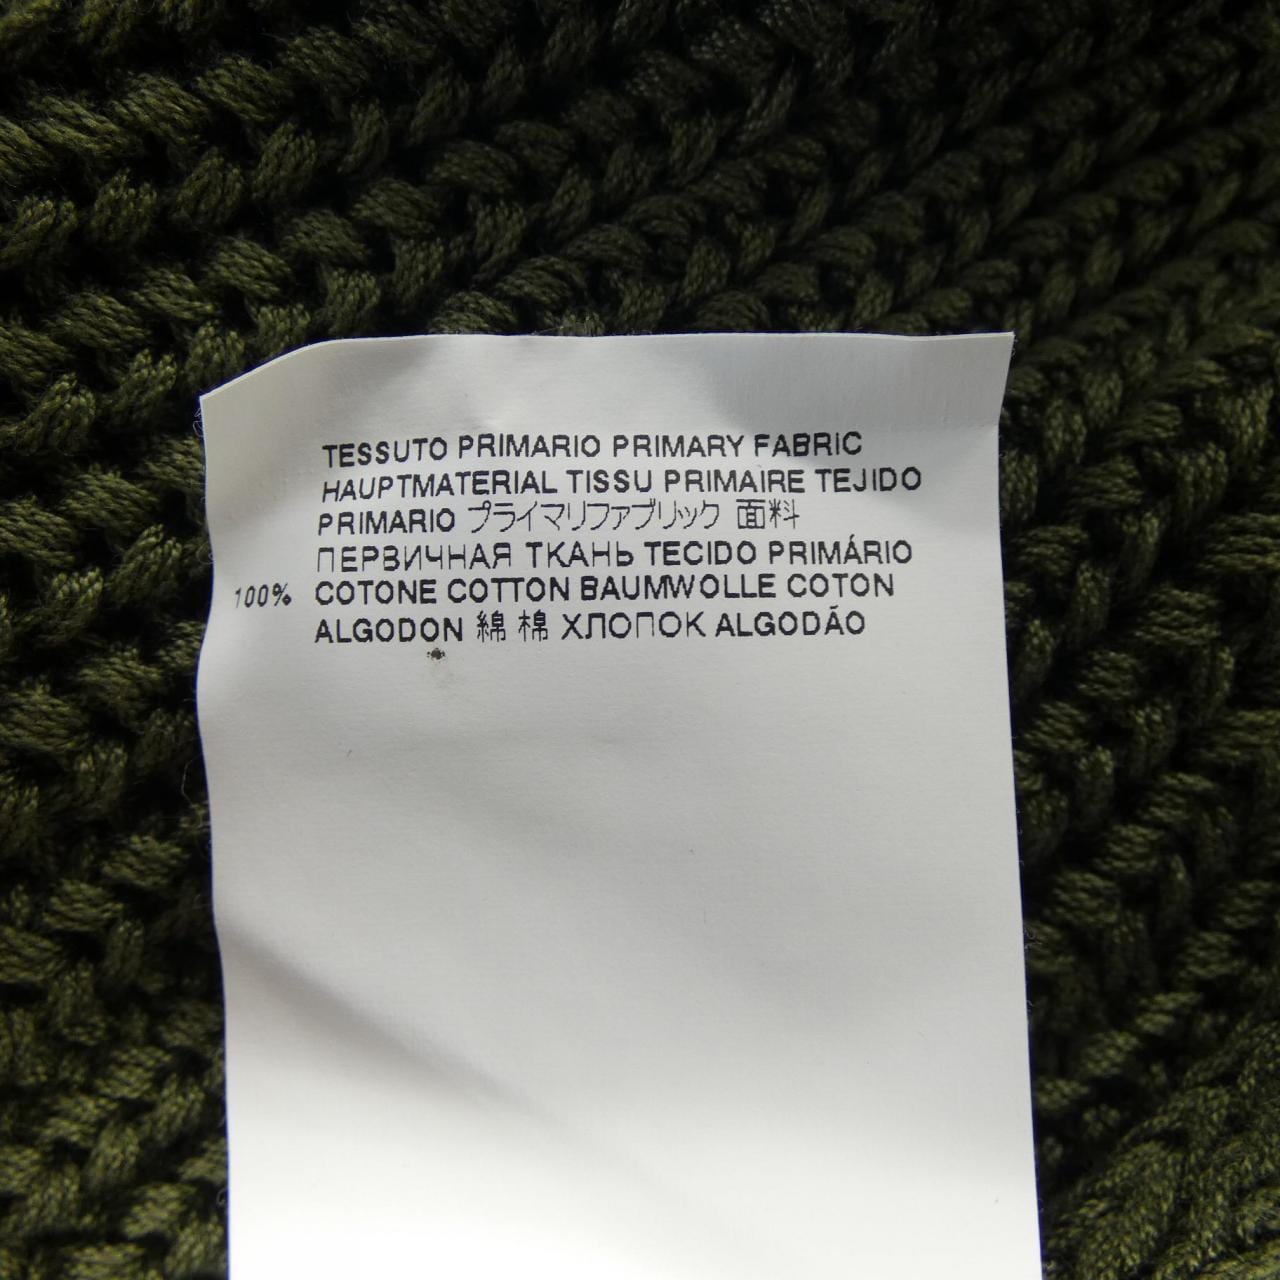 TESSUTO PRIMARIO PRIMARY FABRIC
HAUPTMATERIAL TISSU PRIMAIRE TEJIDO
PRIMARIO プライマリファブリック 面料
ПЕРВИЧНАЯ ТКАНЬ TECIDO PRIMÁRIO
100% COTONE COTTON BAUMWOLLE COTON
ALGODON 綿 棉 ХЛОПОК ALGODÃO